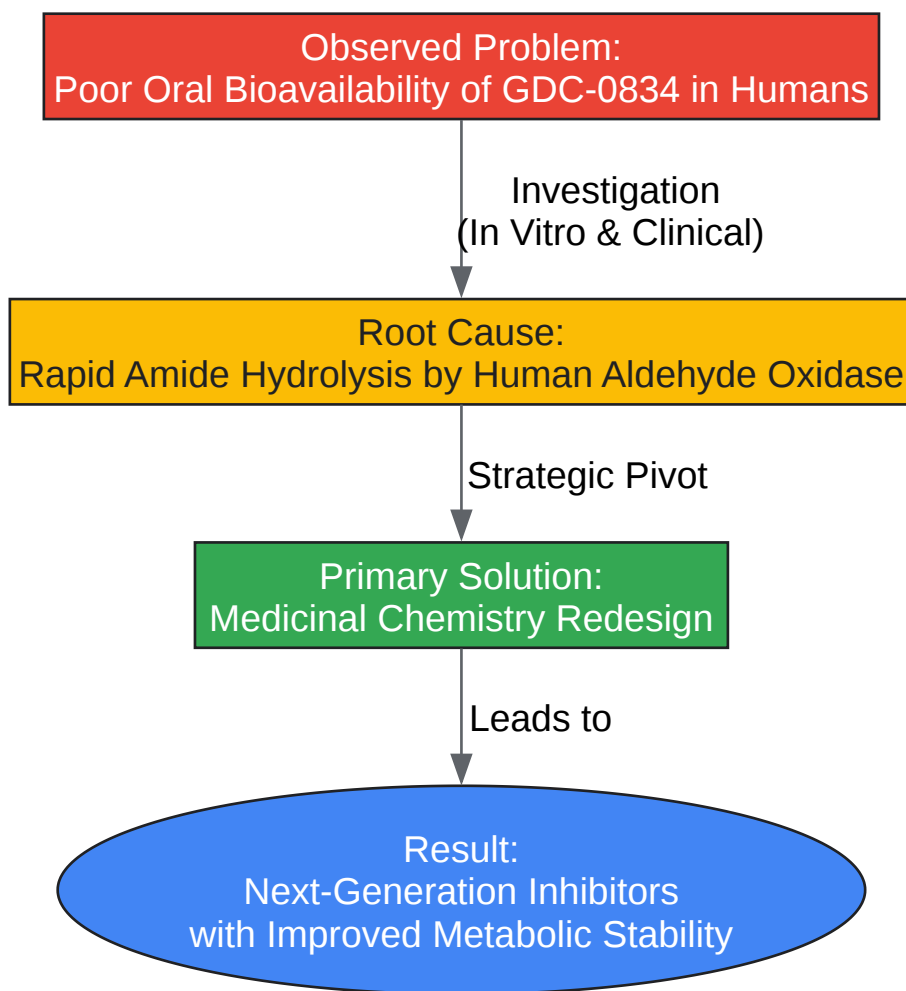 Observed Problem:
Poor Oral Bioavailability of GDC-0834 in Humans
Investigation
(In Vitro & Clinical)
Root Cause:
Rapid Amide Hydrolysis by Human Aldehyde Oxidase
Strategic Pivot
Primary Solution:
Medicinal Chemistry Redesign
Leads to
Result:
Next-Generation Inhibitors
with Improved Metabolic Stability